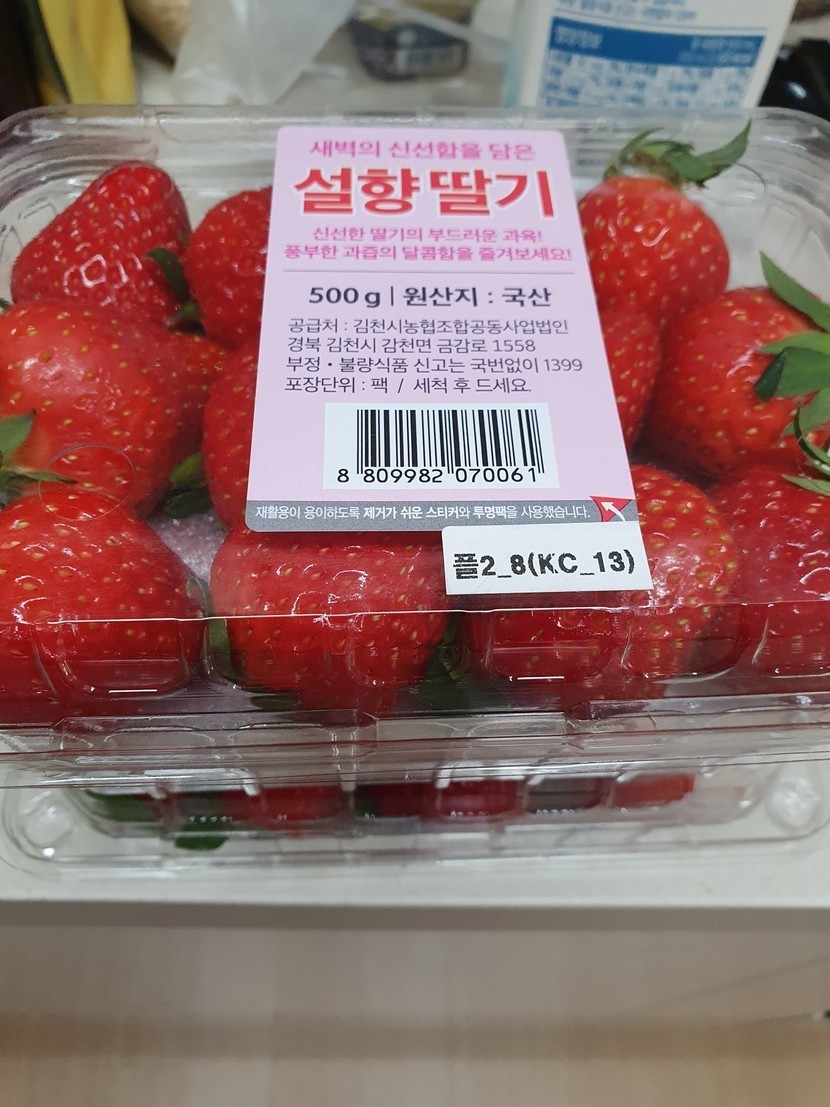 새벽의 신선함을 담은
설향 딸기
신선한 딸기의 부드러운 과육!
풍부한 과즙의 달콤함을 즐겨보세요!
500g | 원산지 : 국산
공급처 : 김천시농협조합공동사업법인
경북 김천시 감천면 금감로 1558
부정·불량식품 신고는 국번없이 1399
포장단위 : 팩 / 세척 후 드세요.
8 809982 070061
재활용이 용이하도록 제거가 쉬운 스티커와 투명팩을 사용했습니다.
플2_8(KC_13)
영양정보